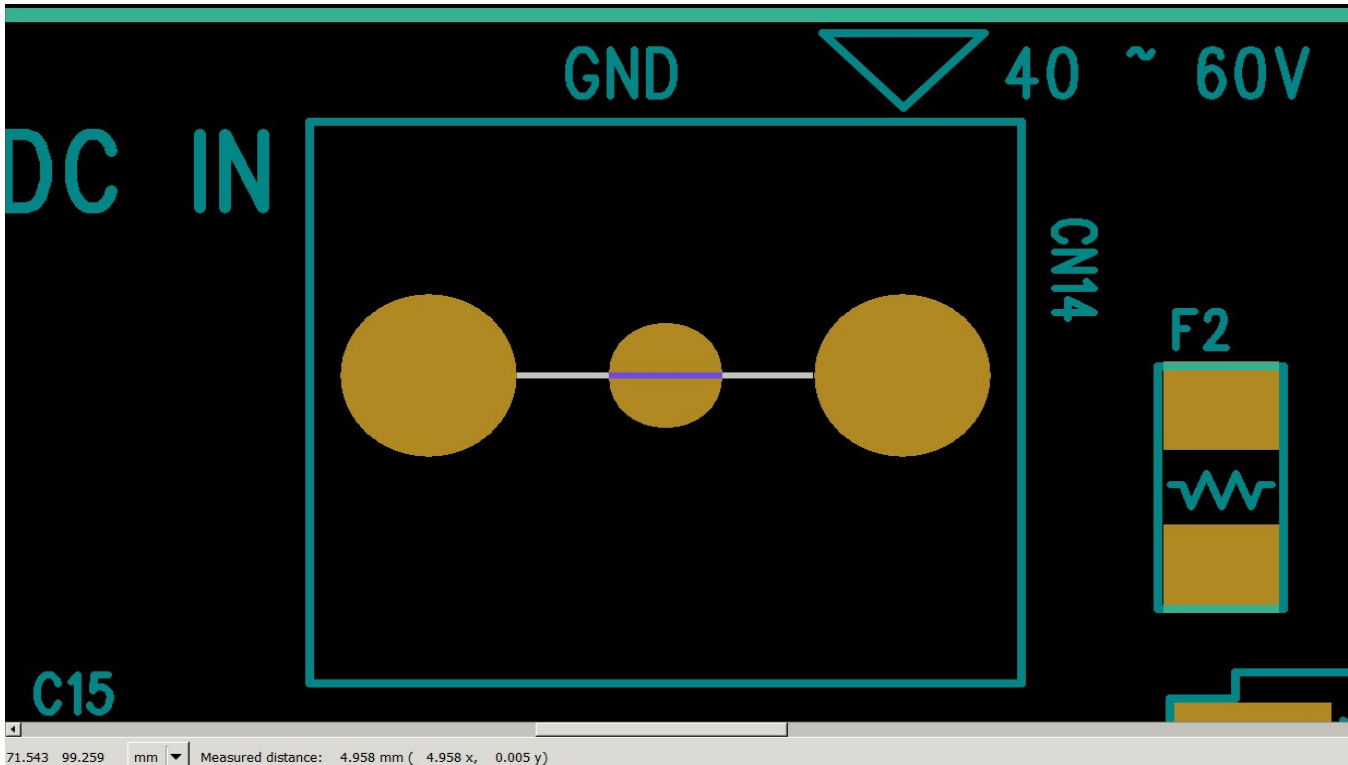 GND 40 ~ 60V
DC IN
CN14
F2
C15
71.543 99.259 mm Measured distance: 4.958 mm ( 4.958 x, 0.005 y)